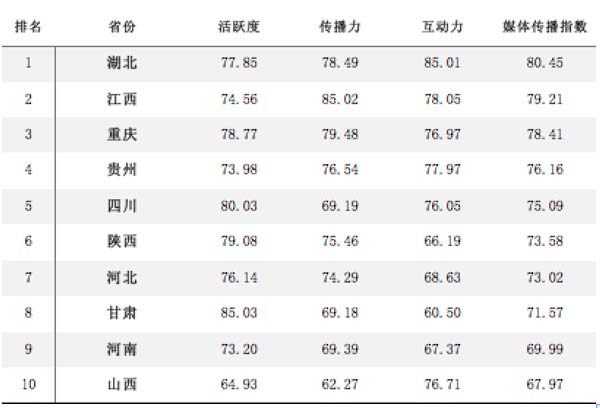 排名 省份 活跃度 传播力 互动力 媒体传播指数
1 湖北 77.85 78.49 85.01 80.45
2 江西 74.56 85.02 78.05 79.21
3 重庆 78.77 79.48 76.97 78.41
4 贵州 73.98 76.54 77.97 76.16
5 四川 80.03 69.19 76.05 75.09
6 陕西 79.08 75.46 66.19 73.58
7 河北 76.14 74.29 68.63 73.02
8 甘肃 85.03 69.18 60.50 71.57
9 河南 73.20 69.39 67.37 69.99
10 山西 64.93 62.27 76.71 67.97